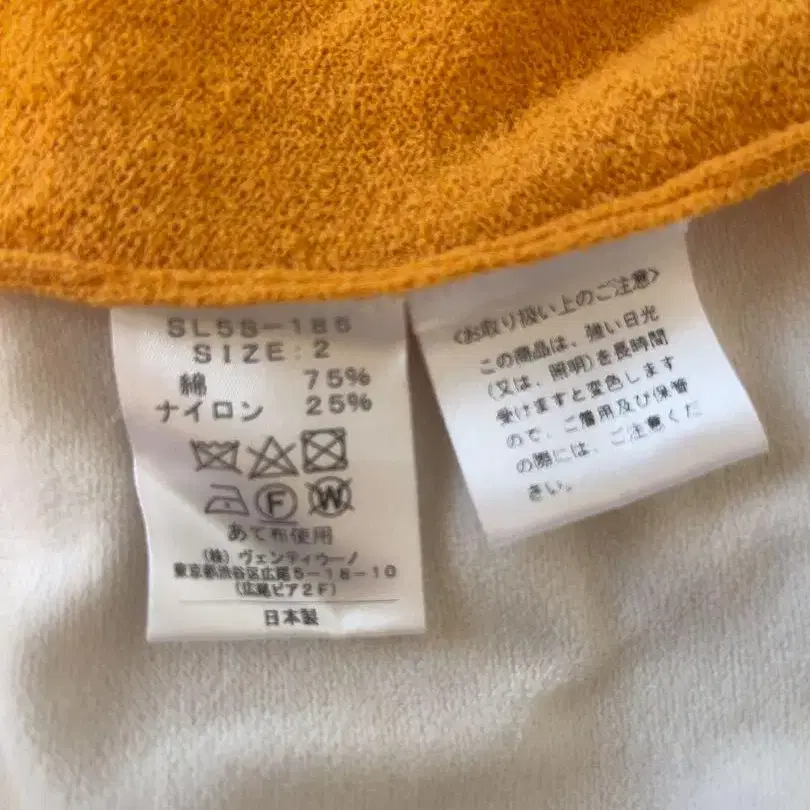 SL5S-186
SIZE:2
綿 75%
ナイロン 25%
F
W
あて布使用
(株)ヴェンティウーノ
東京都渋谷区広尾5-18-10
(広尾ピア2F)
日本製
<お取り扱い上のご注意>
この商品は、強い日光
(又は、照明)を長時間
受けますと変色します
ので、ご着用及び保管
の際には、ご注意くだ
さい。